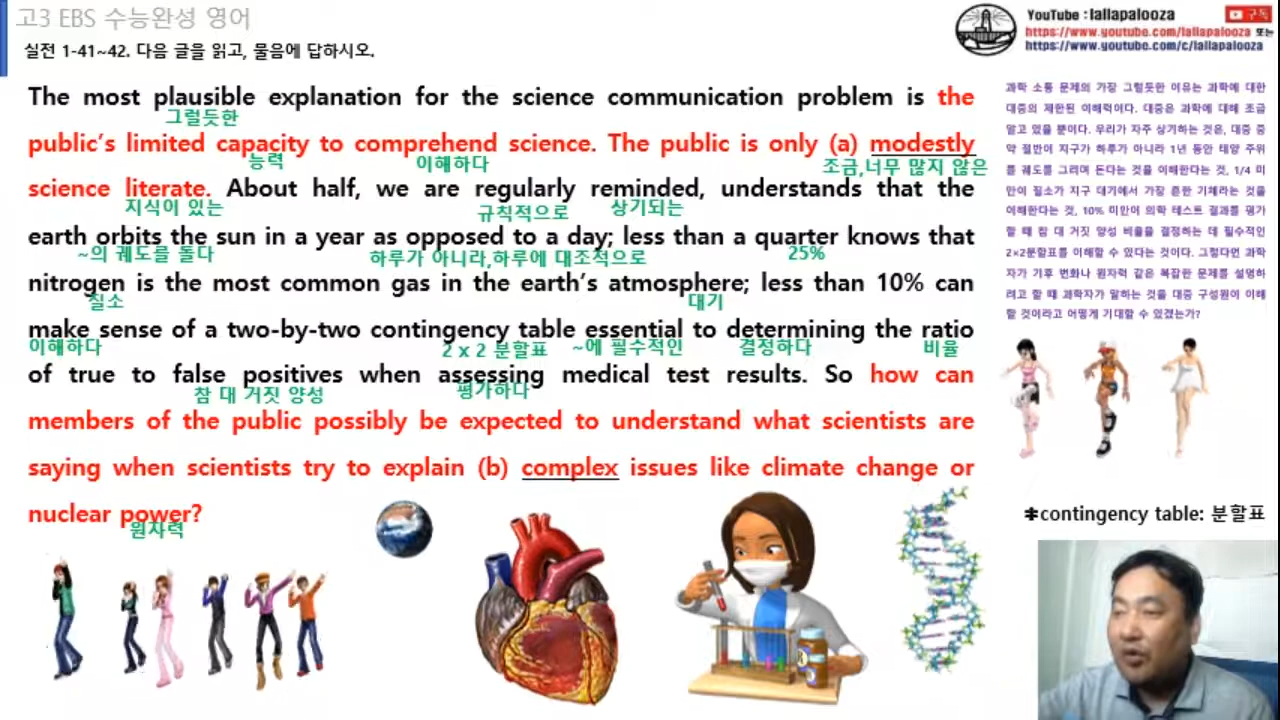 고3 EBS 수능완성 영어
실전 1-41~42. 다음 글을 읽고, 물음에 답하시오.
YouTube : lallapalooza
구독
https://www.youtube.com/lallapalooza 또는
https://www.youtube.com/c/lallapalooza
The most plausible explanation for the science communication problem is the
그럴듯한
public's limited capacity to comprehend science. The public is only (a) modestly
능력 이해하다 조금,너무 많지 않은
science literate. About half, we are regularly reminded, understands that the
지식이 있는 규칙적으로 상기되는
earth orbits the sun in a year as opposed to a day; less than a quarter knows that
~의 궤도를 돌다 하루가 아니라,하루에 대조적으로 25%
nitrogen is the most common gas in the earth's atmosphere; less than 10% can
질소 대기
make sense of a two-by-two contingency table essential to determining the ratio
이해하다 2 x 2 분할표 ~에 필수적인 결정하다 비율
of true to false positives when assessing medical test results. So how can
참 대 거짓 양성 평가하다
members of the public possibly be expected to understand what scientists are
saying when scientists try to explain (b) complex issues like climate change or
nuclear power?
원자력
과학 소통 문제의 가장 그럴듯한 이유는 과학에 대한
대중의 제한된 이해력이다. 대중은 과학에 대해 조금
알고 있을 뿐이다. 우리가 자주 상기하는 것은, 대중 중
약 절반이 지구가 하루가 아니라 1년 동안 태양 주위
를 궤도를 그리며 돈다는 것을 이해한다는 것, 1/4 미
만이 질소가 지구 대기에서 가장 흔한 기체라는 것을
이해한다는 것, 10% 미만이 의학 테스트 결과를 평가
할 때 참 대 거짓 양성 비율을 결정하는 데 필수적인
2×2분할표를 이해할 수 있다는 것이다. 그렇다면 과학
자가 기후 변화나 원자력 같은 복잡한 문제를 설명하
려고 할 때 과학자가 말하는 것을 대중 구성원이 이해
할 것이라고 어떻게 기대할 수 있겠는가?
✱contingency table: 분할표